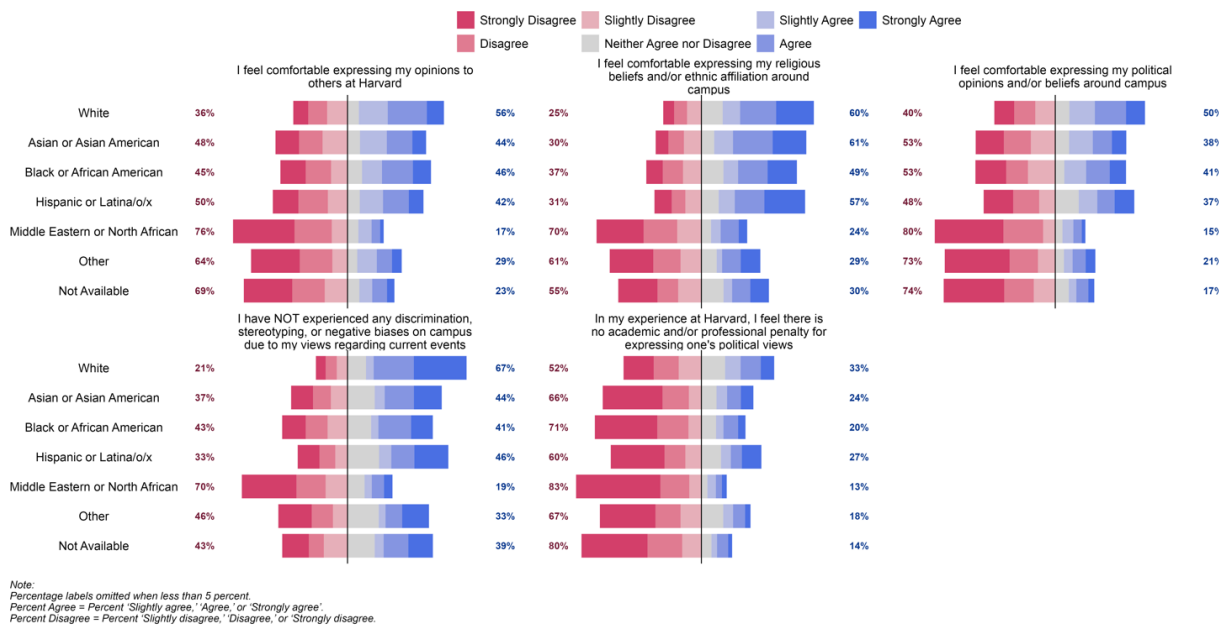 Strongly Disagree Slightly Disagree Slightly Agree Strongly Agree
Disagree Neither Agree nor Disagree Agree
I feel comfortable expressing my opinions to
others at Harvard
I feel comfortable expressing my religious
beliefs and/or ethnic affiliation around
campus
I feel comfortable expressing my political
opinions and/or beliefs around campus
White 36% 56% 25% 60% 40% 50%
Asian or Asian American 48% 44% 30% 61% 53% 38%
Black or African American 45% 46% 37% 49% 53% 41%
Hispanic or Latina/o/x 50% 42% 31% 57% 48% 37%
Middle Eastern or North African 76% 17% 70% 24% 80% 15%
Other 64% 29% 61% 29% 73% 21%
Not Available 69% 23% 55% 30% 74% 17%
I have NOT experienced any discrimination,
stereotyping, or negative biases on campus
due to my views regarding current events
In my experience at Harvard, I feel there is
no academic and/or professional penalty for
expressing one's political views
White 21% 67% 52% 33%
Asian or Asian American 37% 44% 66% 24%
Black or African American 43% 41% 71% 20%
Hispanic or Latina/o/x 33% 46% 60% 27%
Middle Eastern or North African 70% 19% 83% 13%
Other 46% 33% 67% 18%
Not Available 43% 39% 80% 14%
Note:
Percentage labels omitted when less than 5 percent.
Percent Agree = Percent 'Slightly agree,' 'Agree,' or 'Strongly agree'.
Percent Disagree = Percent 'Slightly disagree,' 'Disagree,' or 'Strongly disagree.